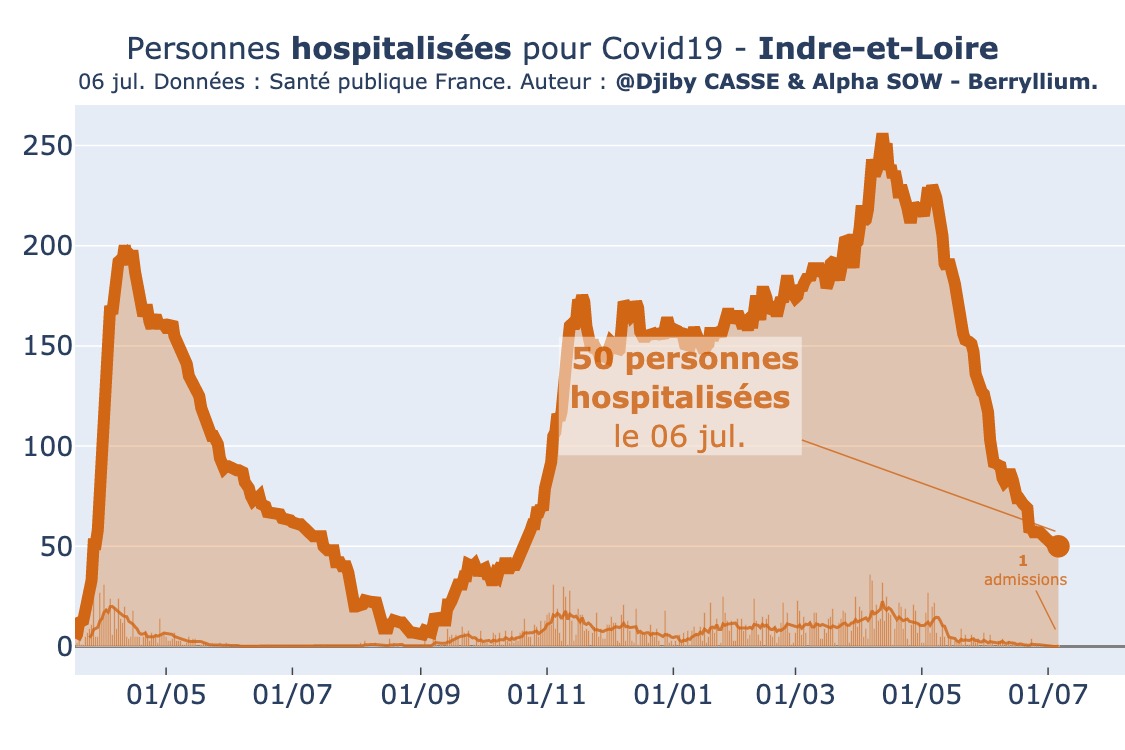 Personnes hospitalisées pour Covid19 - Indre-et-Loire
06 jul. Données : Santé publique France. Auteur : @Djiby CASSE & Alpha SOW - Berryllium.
250
200
150
100
50
0
50 personnes
hospitalisées
le 06 jul.
1
admissions
01/05 01/07 01/09 01/11 01/01 01/03 01/05 01/07